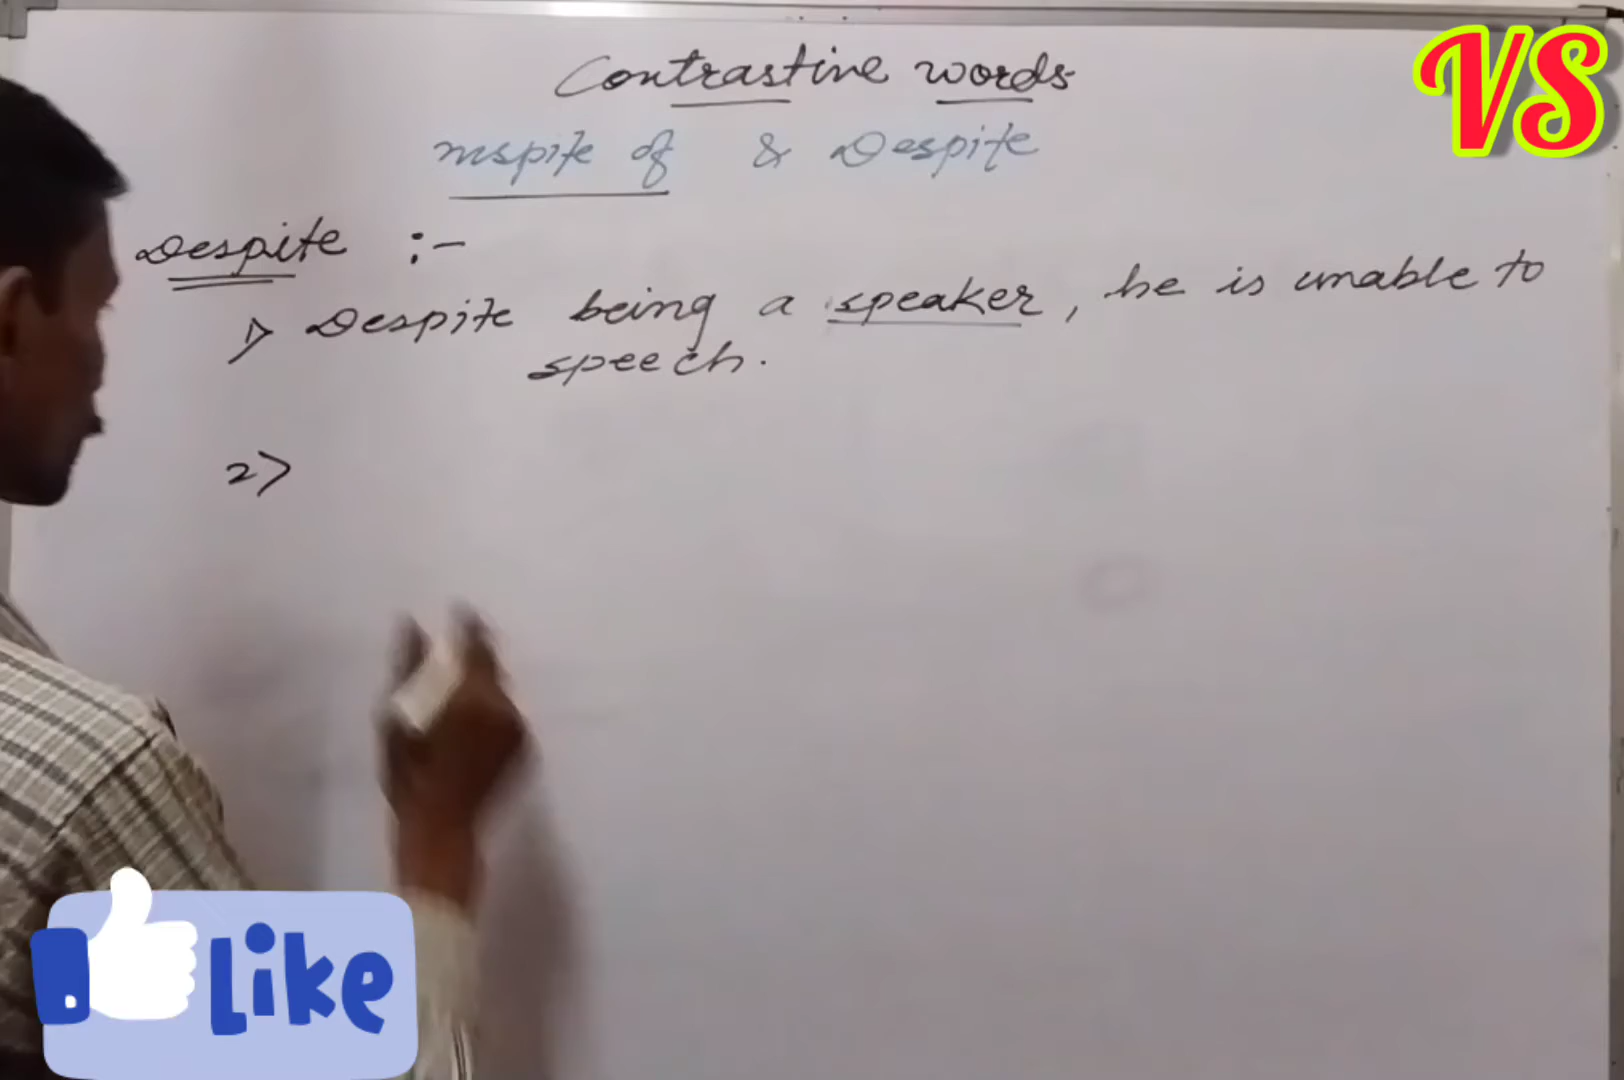 Contrastive words
VS
Inspite of & Despite
Despite :-
1> Despite being a speaker, he is unable to
speech.
2>
Like